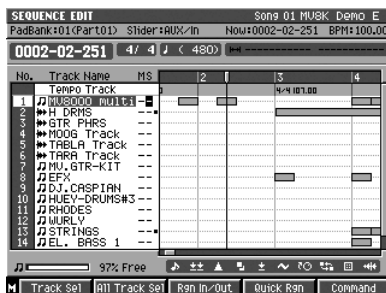 SEQUENCE EDIT Song 01 MV8K Demo E
PadBank:01(Part01) Slider:AUX/In Now:0002-02-251 BPM:100.00
0002-02-251 4/ 4 ♩ ( 480)
No. Track Name MS 2 3 4
Tempo Track 4/4 107.00
1 MV8000 multi
2 H DRMS --
3 GTR PHRS --
4 MOOG Track --
5 TABLA Track --
6 TARA Track --
7 MV.GTR-KIT --
8 EFX --
9 DJ.CASPIAN --
10 HUEY-DRUMS#3 --
11 RHODES --
12 WURLY --
13 STRINGS --
14 EL. BASS 1 --
97% Free
M Track Sel All Track Sel Rgn In/Out Quick Rgn Command